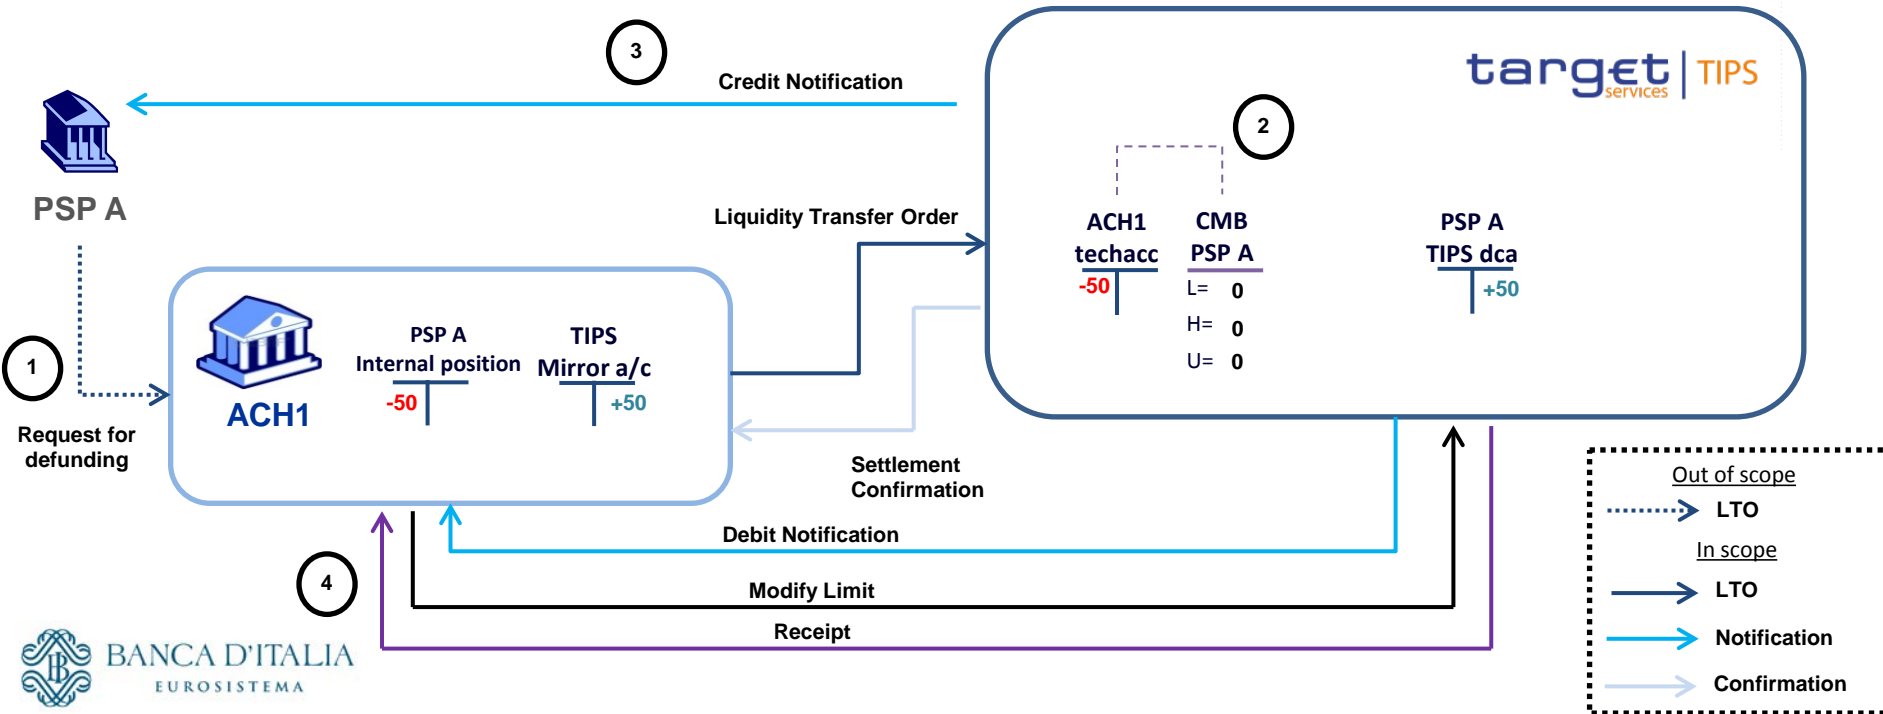 3
Credit Notification
target | TIPS
services
2
PSP A
Liquidity Transfer Order
ACH1
techacc
-50
CMB
PSP A
L= 0
H= 0
U= 0
PSP A
TIPS dca
+50
1
Request for
defunding
ACH1
PSP A
Internal position
-50
TIPS
Mirror a/c
+50
Settlement
Confirmation
Debit Notification
4
Modify Limit
Receipt
Out of scope
LTO
In scope
LTO
Notification
Confirmation
BANCA D'ITALIA
EUROSISTEMA